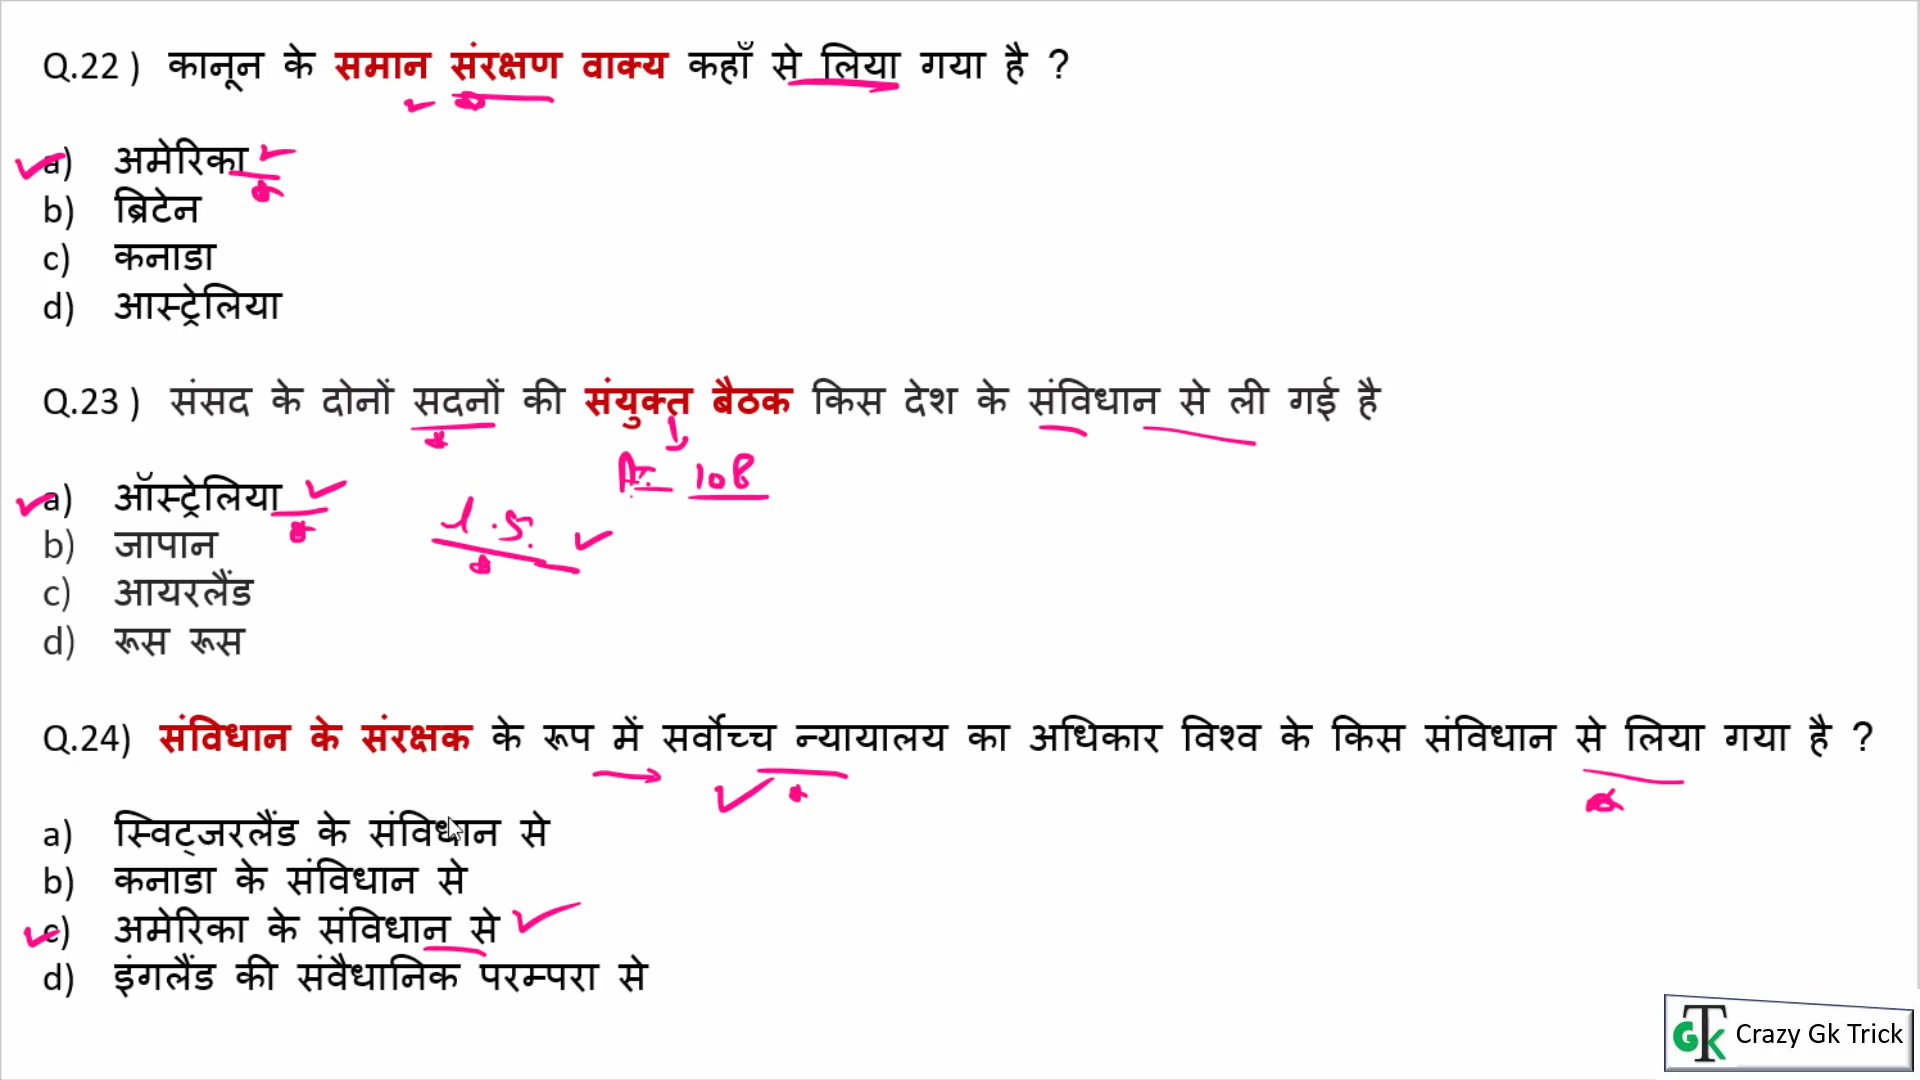 Q.22 ) कानून के समान संरक्षण वाक्य कहाँ से लिया गया है ?
a) अमेरिका
b) ब्रिटेन
c) कनाडा
d) आस्ट्रेलिया
Q.23 ) संसद के दोनों सदनों की संयुक्त बैठक किस देश के संविधान से ली गई है
A. 108
a) ऑस्ट्रेलिया
l.s.
b) जापान
c) आयरलैंड
d) रूस रूस
Q.24) संविधान के संरक्षक के रूप में सर्वोच्च न्यायालय का अधिकार विश्व के किस संविधान से लिया गया है ?
a) स्विट्जरलैंड के संविधान से
b) कनाडा के संविधान से
c) अमेरिका के संविधान से
d) इंगलैंड की संवैधानिक परम्परा से
GTK Crazy Gk Trick